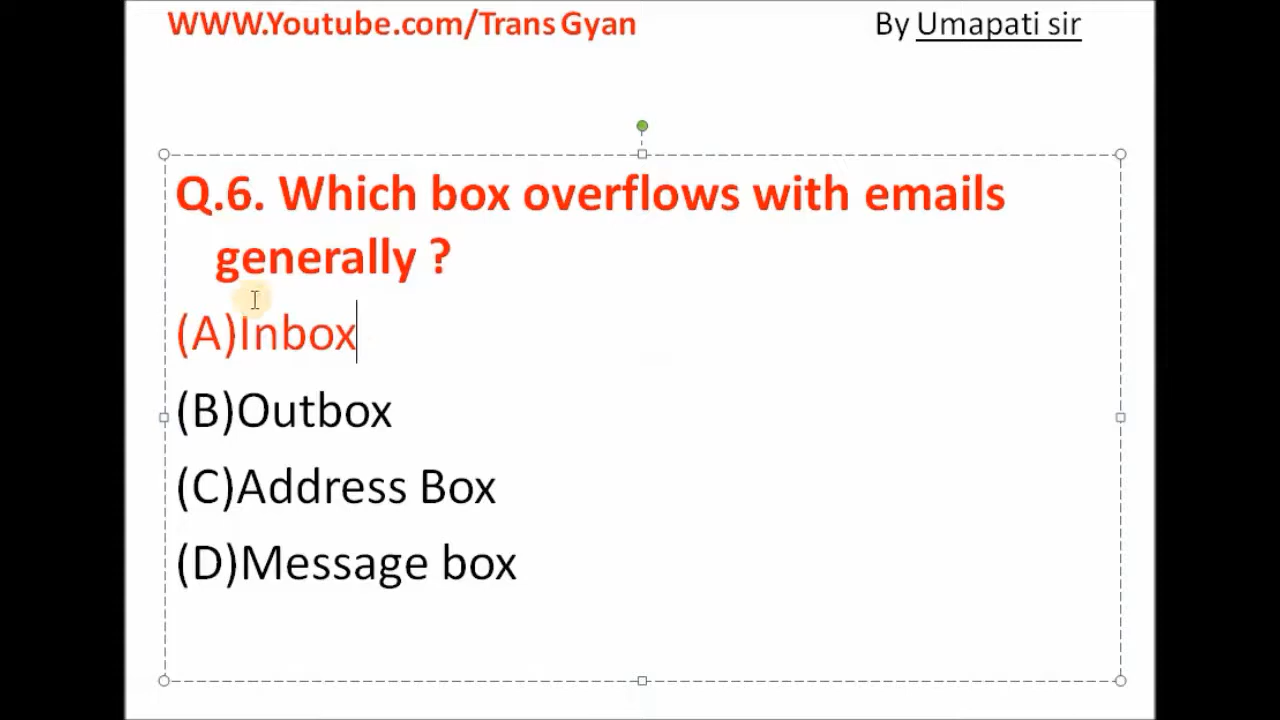 WWW.Youtube.com/Trans Gyan By Umapati sir
Q.6. Which box overflows with emails
generally ?
(A)Inbox
(B)Outbox
(C)Address Box
(D)Message box